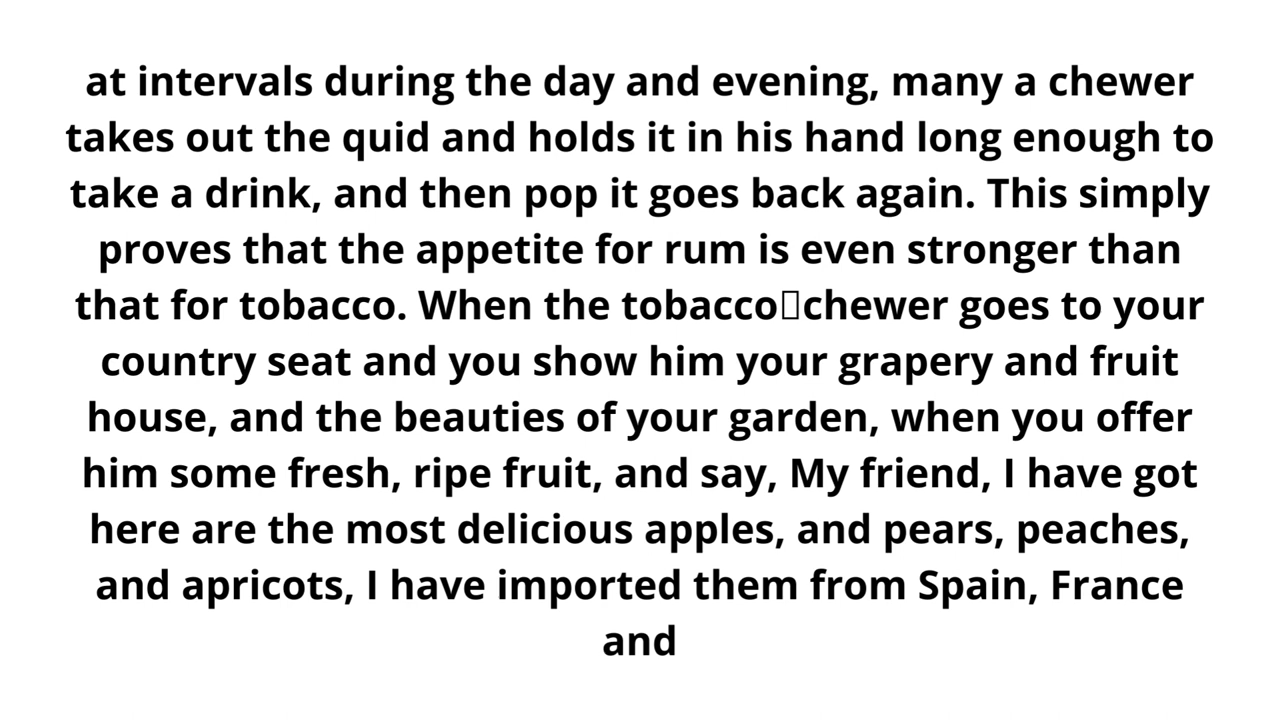 at intervals during the day and evening, many a chewer
takes out the quid and holds it in his hand long enough to
take a drink, and then pop it goes back again. This simply
proves that the appetite for rum is even stronger than
that for tobacco. When the tobacco▯chewer goes to your
country seat and you show him your grapery and fruit
house, and the beauties of your garden, when you offer
him some fresh, ripe fruit, and say, My friend, I have got
here are the most delicious apples, and pears, peaches,
and apricots, I have imported them from Spain, France
and